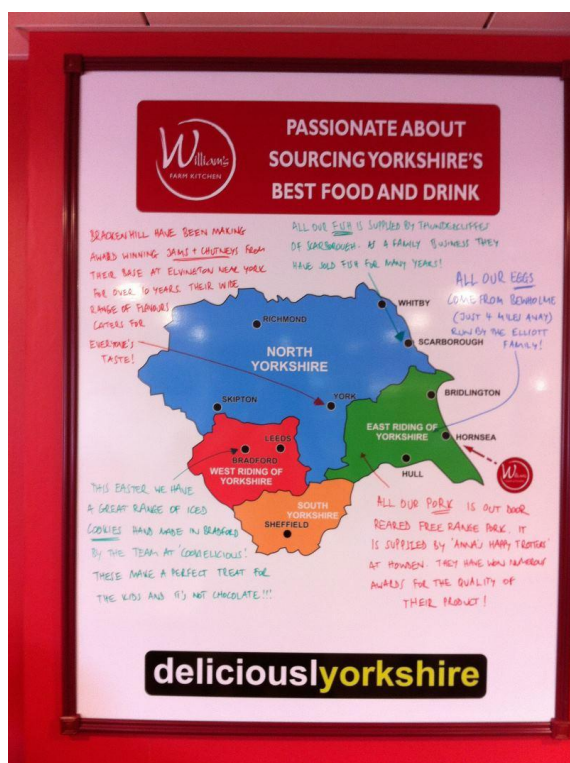 William's
FARM KITCHEN
PASSIONATE ABOUT
SOURCING YORKSHIRE'S
BEST FOOD AND DRINK
BRACKENHILL HAVE BEEN MAKING
AWARD WINNING JAMS + CHUTNEYS FROM
THEIR BASE AT ELVINGTON NEAR YORK
FOR OVER 10 YEARS. THEIR WIDE
RANGE OF FLAVOURS
CATERS FOR
EVERYONE'S
TASTE!
ALL OUR FISH IS SUPPLIED BY THUNDERCLIFFES
OF SCARBOROUGH. AS A FAMILY BUSINESS THEY
HAVE SOLD FISH FOR MANY YEARS!
ALL OUR EGGS
COME FROM BEWHOLME
(JUST 4 MILES AWAY)
RUN BY THE ELLIOTT
FAMILY!
WHITBY
RICHMOND
SCARBOROUGH
NORTH
YORKSHIRE
BRIDLINGTON
SKIPTON
YORK
EAST RIDING OF
YORKSHIRE
HORNSEA
LEEDS
BRADFORD
WEST RIDING OF
YORKSHIRE
HULL
William's
SOUTH
YORKSHIRE
SHEFFIELD
THIS EASTER WE HAVE
A GREAT RANGE OF ICED
COOKIES HAND MADE IN BRADFORD
BY THE TEAM AT
THESE MAKE A PERFECT TREAT FOR
THE KIDS AND IT'S NOT CHOCOLATE!!!
ALL OUR PORK IS OUT DOOR
REARED FREE RANGE PORK. IT
IS SUPPLIED BY 'ANNA'S HAPPY TROTTERS'
AT HOWDEN. THEY HAVE WON NUMEROUS
AWARDS FOR THE QUALITY OF
THEIR PRODUCT!
deliciouslyorkshire